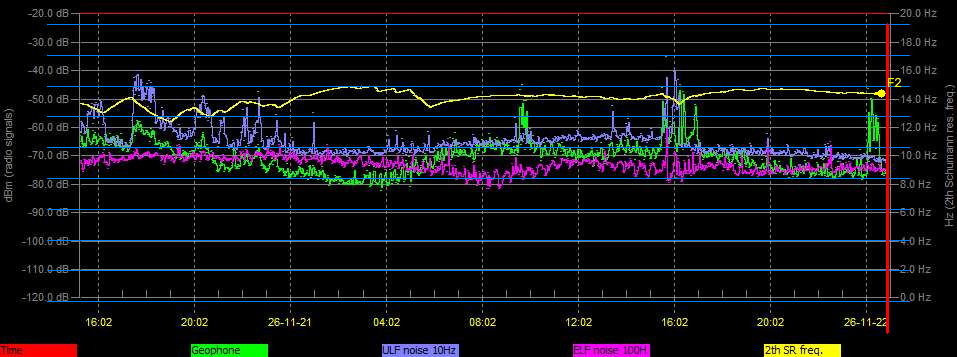 -20.0 dB 20.0 Hz
-30.0 dB 18.0 Hz
-40.0 dB 16.0 Hz
F2
-50.0 dB 14.0 Hz
-60.0 dB 12.0 Hz
-70.0 dB 10.0 Hz
-80.0 dB 8.0 Hz
-90.0 dB 6.0 Hz
-100.0 dB 4.0 Hz
-110.0 dB 2.0 Hz
-120.0 dB 0.0 Hz
dBm (radio signals)
Hz (2th Schumann res. freq.)
16:02 20:02 26-11-21 04:02 08:02 12:02 16:02 20:02 26-11-22
Time Geophone ULF noise 10Hz ELF noise 100H 2th SR freq.